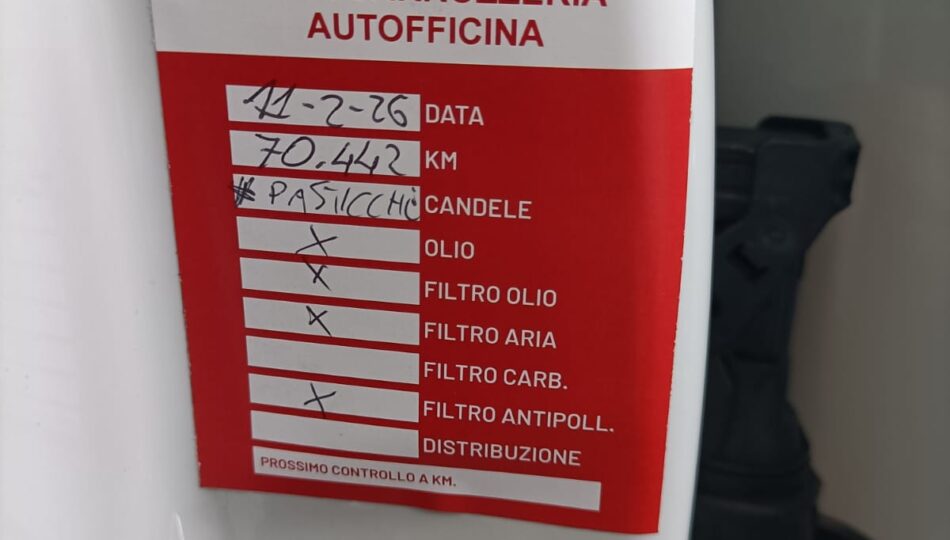 AUTOFFICINA
11-2-26 DATA
70.442 KM
PASTICCHE CANDELE
X OLIO
X FILTRO OLIO
X FILTRO ARIA
FILTRO CARB.
X FILTRO ANTIPOLL.
DISTRIBUZIONE
PROSSIMO CONTROLLO A KM.